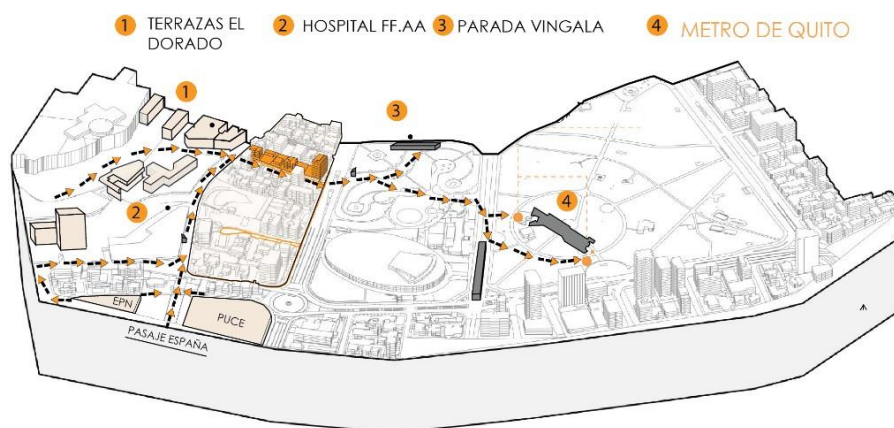 1 TERRAZAS EL
DORADO
2 HOSPITAL FF.AA
3 PARADA VINGALA
4 METRO DE QUITO
1
3
4
2
EPN
PUCE
PASAJE ESPAÑA